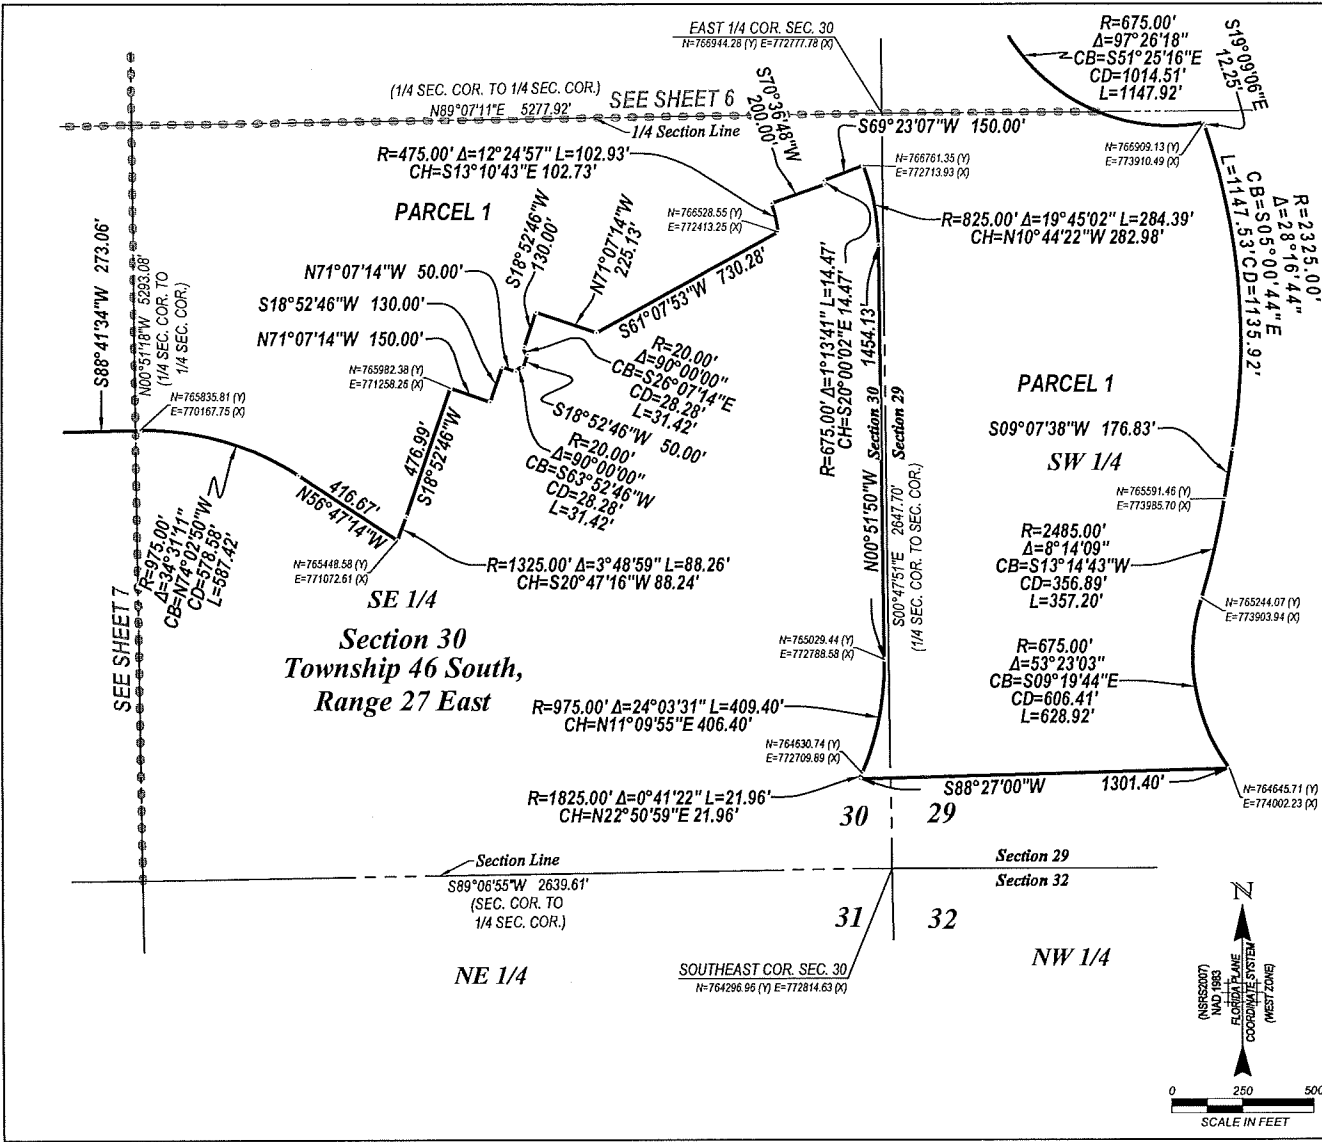 EAST 1/4 COR. SEC. 30
N=766944.28 (Y) E=772777.78 (X)
R=675.00'
Δ=97°26'18"
CB=S51°25'16"E
CD=1014.51'
L=1147.92'
S19°09'06"E
12.25'
(1/4 SEC. COR. TO 1/4 SEC. COR.)
N89°07'11"E 5277.92'
SEE SHEET 6
1/4 Section Line
S70°36'48"W
200.00'
S69°23'07"W 150.00'
R=475.00' Δ=12°24'57" L=102.93'
CH=S13°10'43"E 102.73'
N=766761.35 (Y)
E=772713.93 (X)
N=766909.13 (Y)
E=773910.49 (X)
PARCEL 1
N=766528.55 (Y)
E=772413.25 (X)
R=825.00' Δ=19°45'02" L=284.39'
CH=N10°44'22"W 282.98'
R=2325.00'
Δ=28°16'44"
CB=S05°00'44"E
L=1147.53' CD=1135.92'
S88°41'34"W 273.06'
N00°51'18"W 5293.08'
(1/4 SEC. COR. TO
1/4 SEC. COR.)
N71°07'14"W 50.00'
S18°52'46"W 130.00'
N71°07'14"W 150.00'
S18°52'46"W
130.00'
N71°07'14"W
225.13'
S61°07'53"W 730.28'
R=675.00' Δ=1°13'41" L=14.47'
CH=S20°00'02"E 14.47'
N00°51'50"W 1454.13'
Section 30
Section 29
S00°47'51"E 2647.70'
(1/4 SEC. COR. TO SEC. COR.)
N=765982.38 (Y)
E=771258.26 (X)
N=765835.81 (Y)
E=770167.75 (X)
R=20.00'
Δ=90°00'00"
CB=S26°07'14"E
CD=28.28'
L=31.42'
S18°52'46"W 50.00'
R=20.00'
Δ=90°00'00"
CB=S63°52'46"W
CD=28.28'
L=31.42'
PARCEL 1
S09°07'38"W 176.83'
SW 1/4
N=765591.46 (Y)
E=773985.70 (X)
476.99'
S18°52'46"W
416.67'
N56°47'14"W
R=975.00'
Δ=34°31'11"
CB=N74°02'50"W
CD=578.58'
L=587.42'
SEE SHEET 7
N=765448.58 (Y)
E=771072.61 (X)
R=1325.00' Δ=3°48'59" L=88.26'
CH=S20°47'16"W 88.24'
R=2485.00'
Δ=8°14'09"
CB=S13°14'43"W
CD=356.89'
L=357.20'
N=765244.07 (Y)
E=773903.94 (X)
SE 1/4
Section 30
Township 46 South,
Range 27 East
N=765029.44 (Y)
E=772788.58 (X)
R=675.00'
Δ=53°23'03"
CB=S09°19'44"E
CD=606.41'
L=628.92'
R=975.00' Δ=24°03'31" L=409.40'
CH=N11°09'55"E 406.40'
N=764630.74 (Y)
E=772709.89 (X)
S88°27'00"W 1301.40'
N=764645.71 (Y)
E=774002.23 (X)
R=1825.00' Δ=0°41'22" L=21.96'
CH=N22°50'59"E 21.96'
30 29
Section Line
S89°06'55"W 2639.61'
(SEC. COR. TO
1/4 SEC. COR.)
Section 29
Section 32
31 32
NE 1/4
SOUTHEAST COR. SEC. 30
N=764296.96 (Y) E=772814.63 (X)
NW 1/4
N
(NSRS2007)
NAD 1983
FLORIDA PLANE
COORDINATE SYSTEM
(WEST ZONE)
0 250 500
SCALE IN FEET